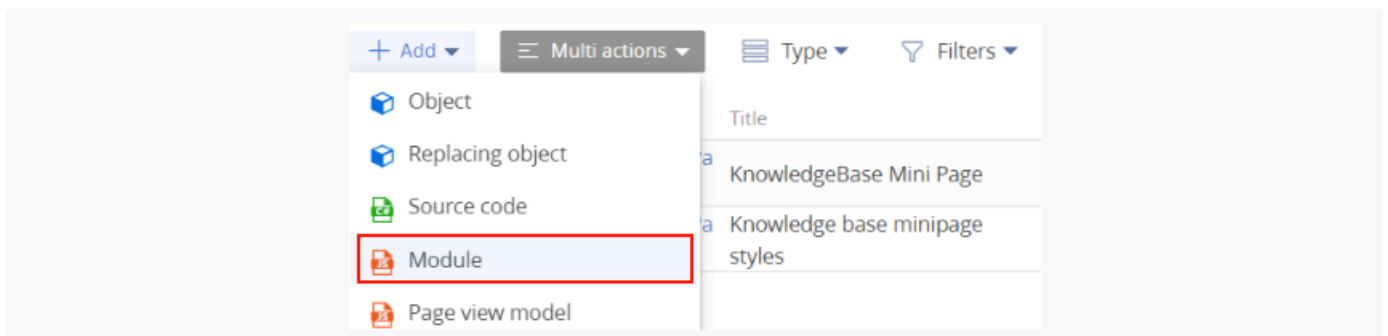 + Add
Multi actions
Type
Filters
Object
Title
Replacing object
'a
KnowledgeBase Mini Page
Source code
'a
Knowledge base minipage
styles
Module
Page view model